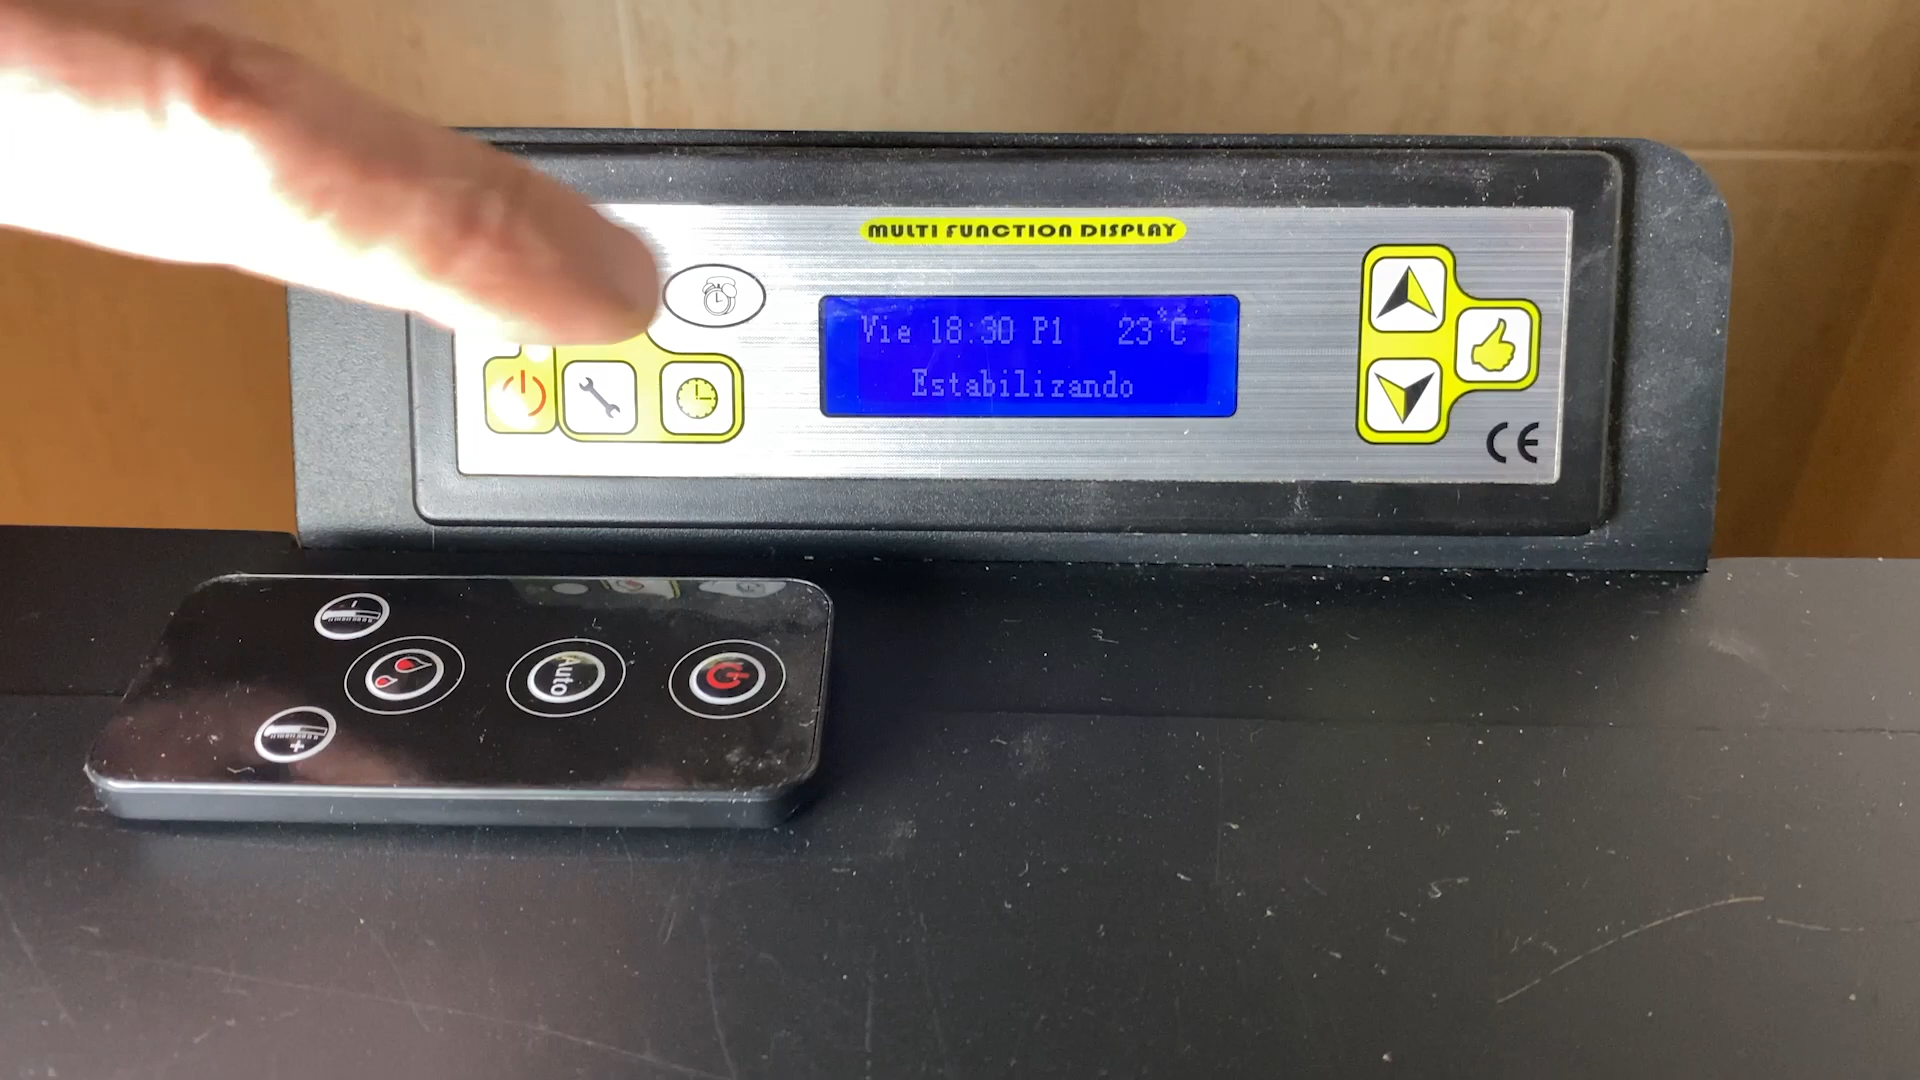 MULTI FUNCTION DISPLAY
Vie 18:30 P1 23°C
Estabilizando
CE
Auto